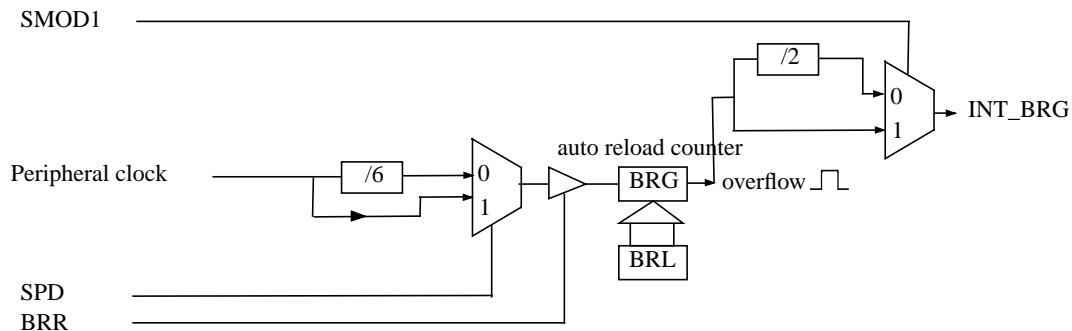 SMOD1
/2
0
INT_BRG
1
auto reload counter
Peripheral clock
/6
0
BRG
overflow
1
BRL
SPD
BRR